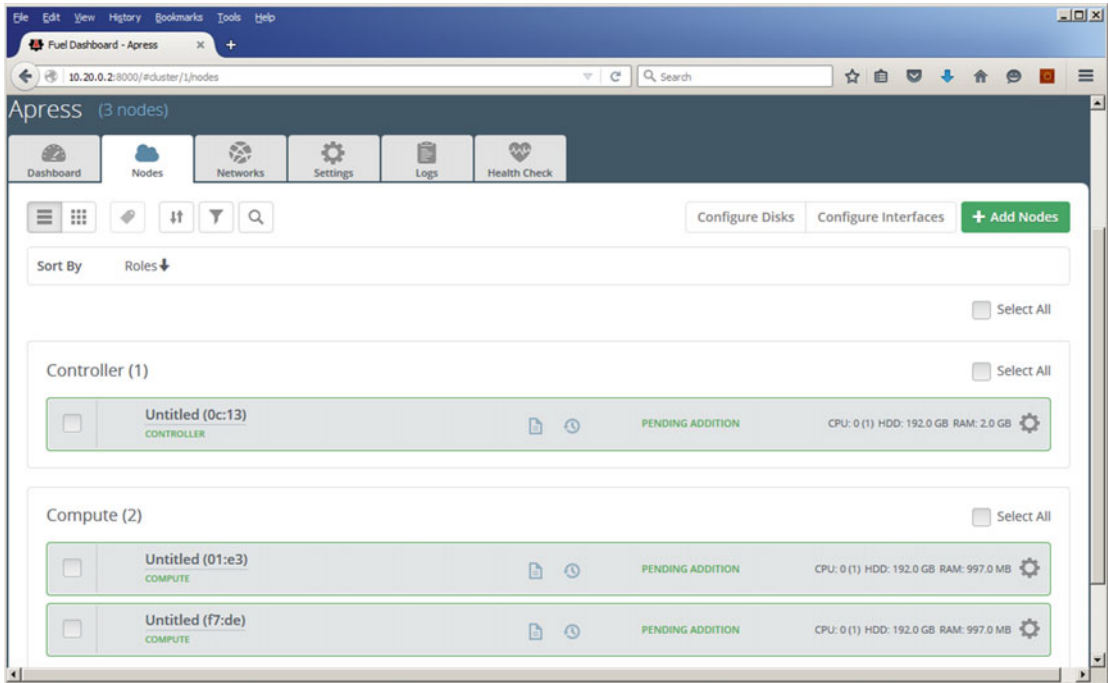 File Edit View History Bookmarks Tools Help
Fuel Dashboard - Apress
10.20.0.2:8000/#cluster/1/nodes
Search
Apress (3 nodes)
Dashboard Nodes Networks Settings Logs Health Check
Configure Disks Configure Interfaces + Add Nodes
Sort By Roles
Select All
Controller (1) Select All
Untitled (0c:13)
CONTROLLER
PENDING ADDITION CPU: 0 (1) HDD: 192.0 GB RAM: 2.0 GB
Compute (2) Select All
Untitled (01:e3)
COMPUTE
PENDING ADDITION CPU: 0 (1) HDD: 192.0 GB RAM: 997.0 MB
Untitled (f7:de)
COMPUTE
PENDING ADDITION CPU: 0 (1) HDD: 192.0 GB RAM: 997.0 MB